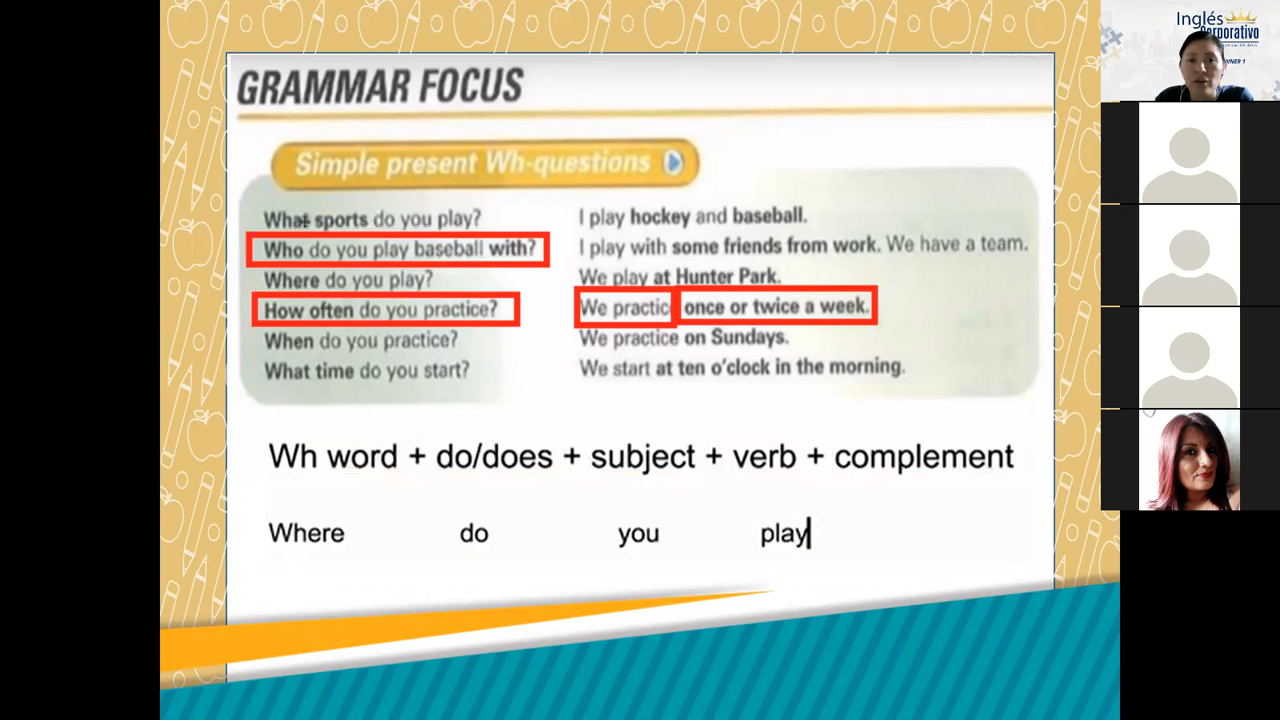 GRAMMAR FOCUS
Simple present Wh-questions
What sports do you play? I play hockey and baseball.
Who do you play baseball with? I play with some friends from work. We have a team.
Where do you play? We play at Hunter Park.
How often do you practice? We practice once or twice a week.
When do you practice? We practice on Sundays.
What time do you start? We start at ten o'clock in the morning.
Wh word + do/does + subject + verb + complement
Where do you play
Inglés
Corporativo